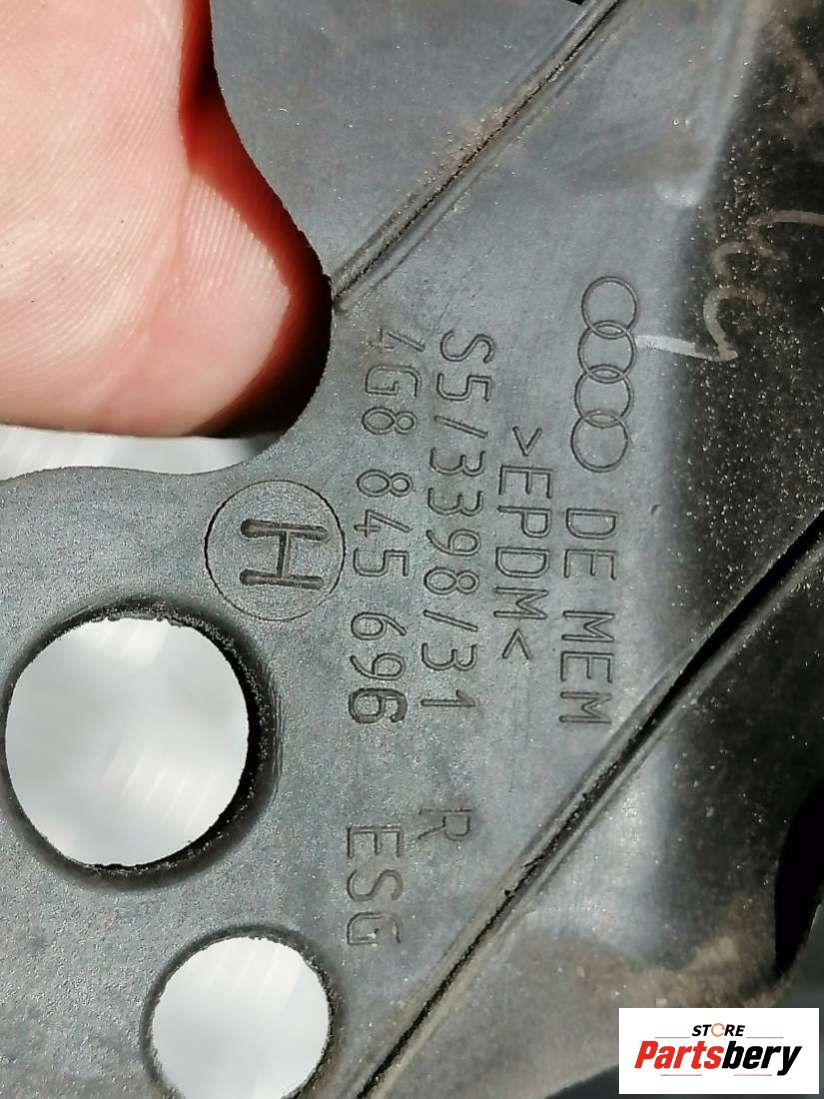 DE MEM
>EPDM<
S5/3398/31 R
4G8 845 696 ESG
H
STORE
Partsbery